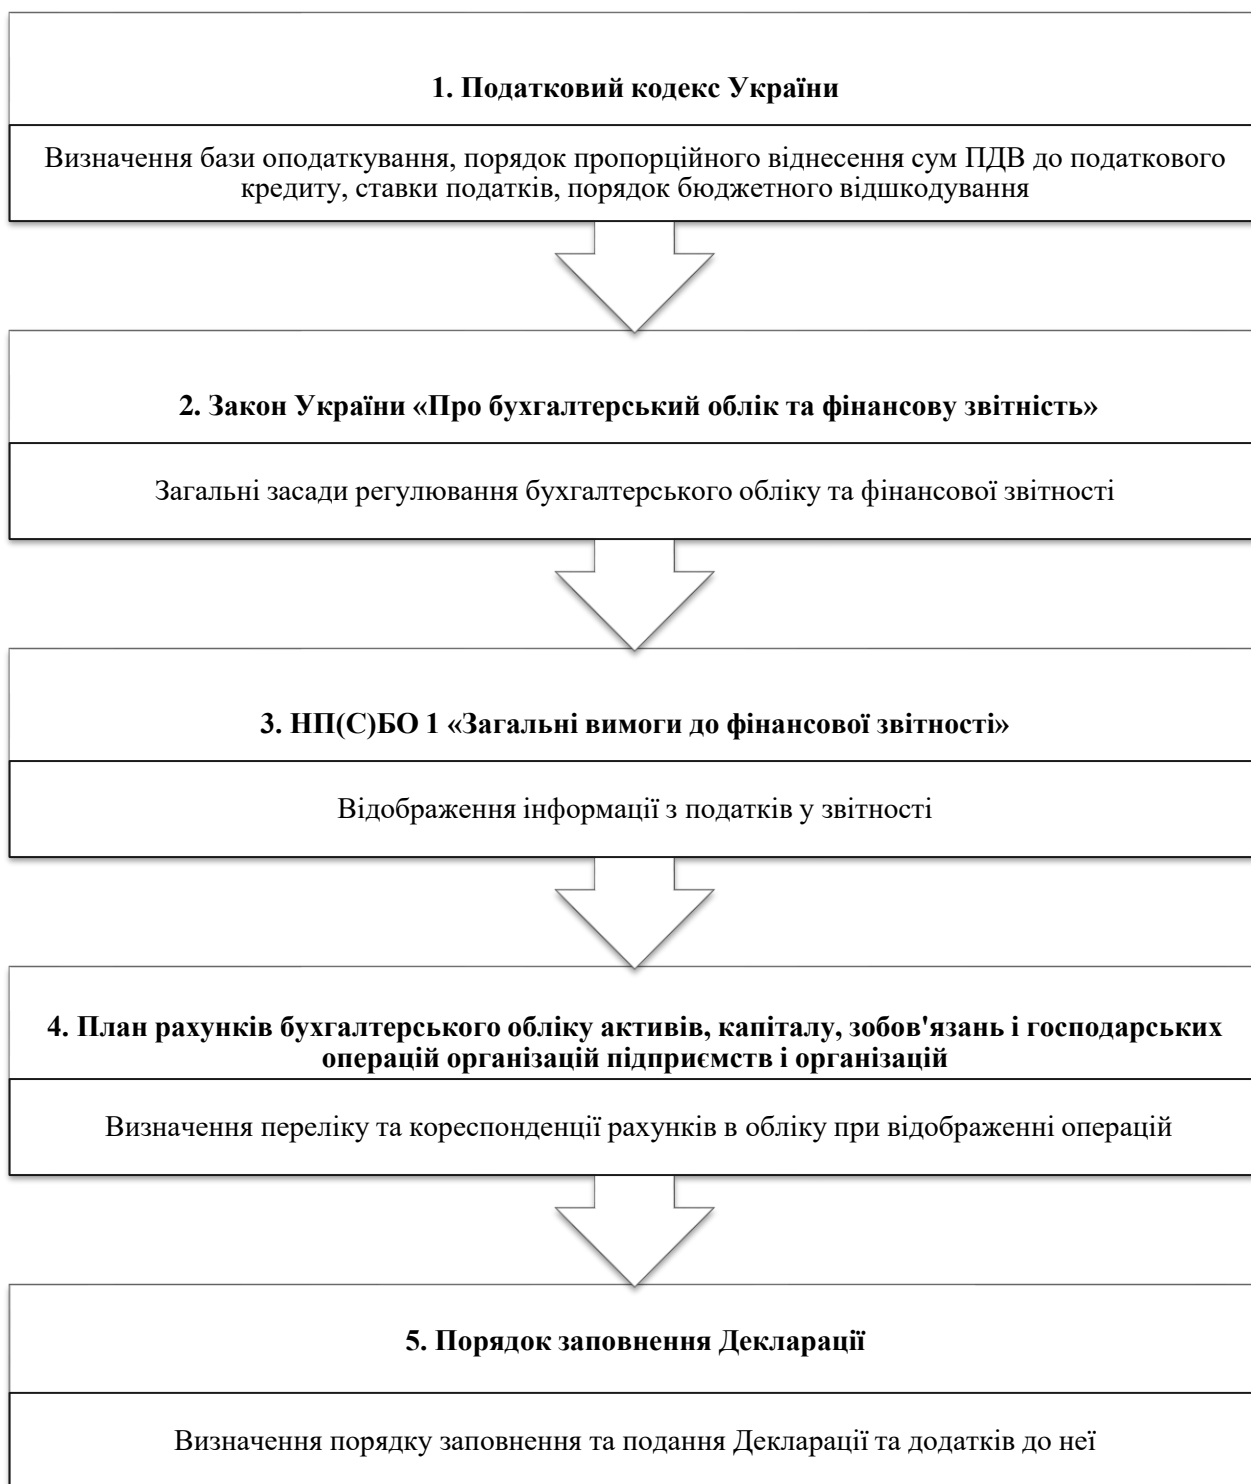 1. Податковий кодекс України
Визначення бази оподаткування, порядок пропорційного віднесення сум ПДВ до податкового
кредиту, ставки податків, порядок бюджетного відшкодування
2. Закон України «Про бухгалтерський облік та фінансову звітність»
Загальні засади регулювання бухгалтерського обліку та фінансової звітності
3. НП(С)БО 1 «Загальні вимоги до фінансової звітності»
Відображення інформації з податків у звітності
4. План рахунків бухгалтерського обліку активів, капіталу, зобов'язань і господарських
операцій організацій підприємств і організацій
Визначення переліку та кореспонденції рахунків в обліку при відображенні операцій
5. Порядок заповнення Декларації
Визначення порядку заповнення та подання Декларації та додатків до неї